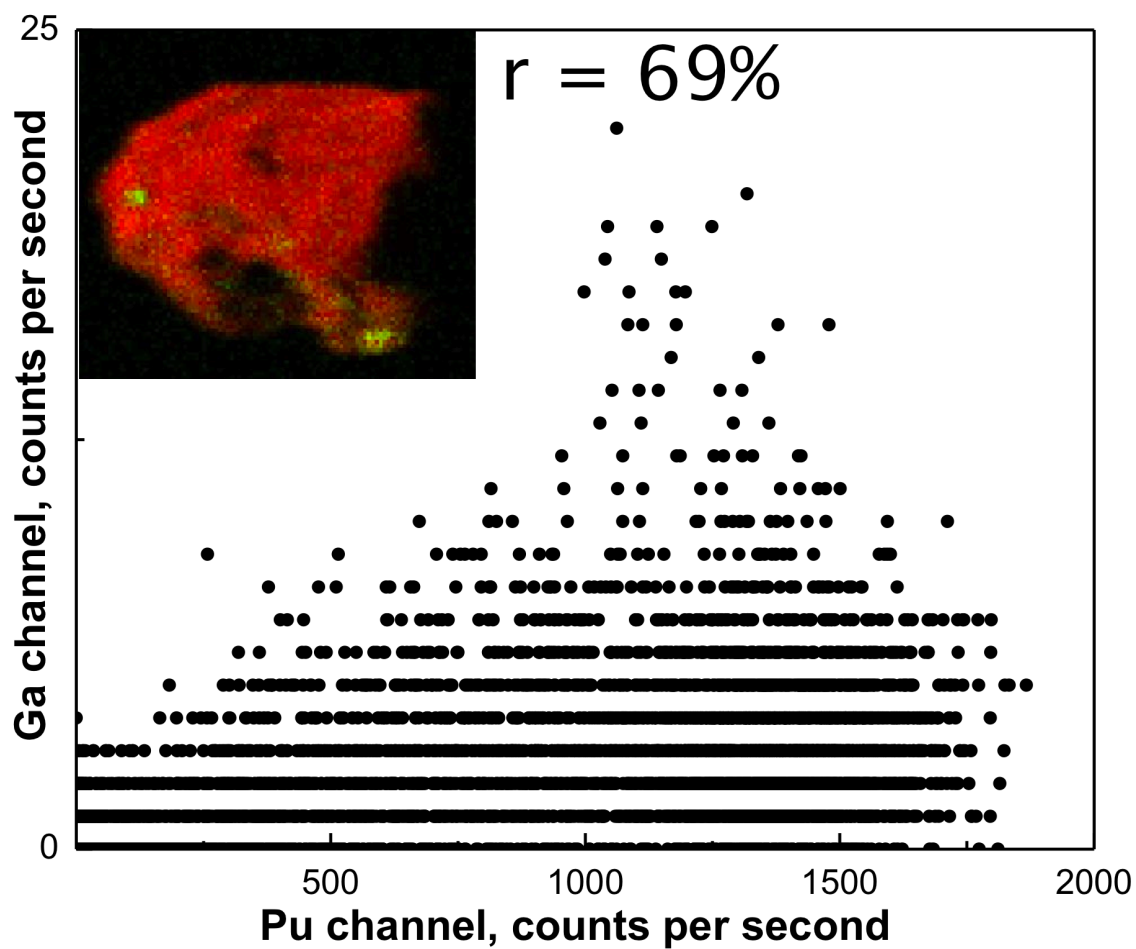 25
r = 69%
Ga channel, counts per second
0
500
1000
1500
2000
Pu channel, counts per second